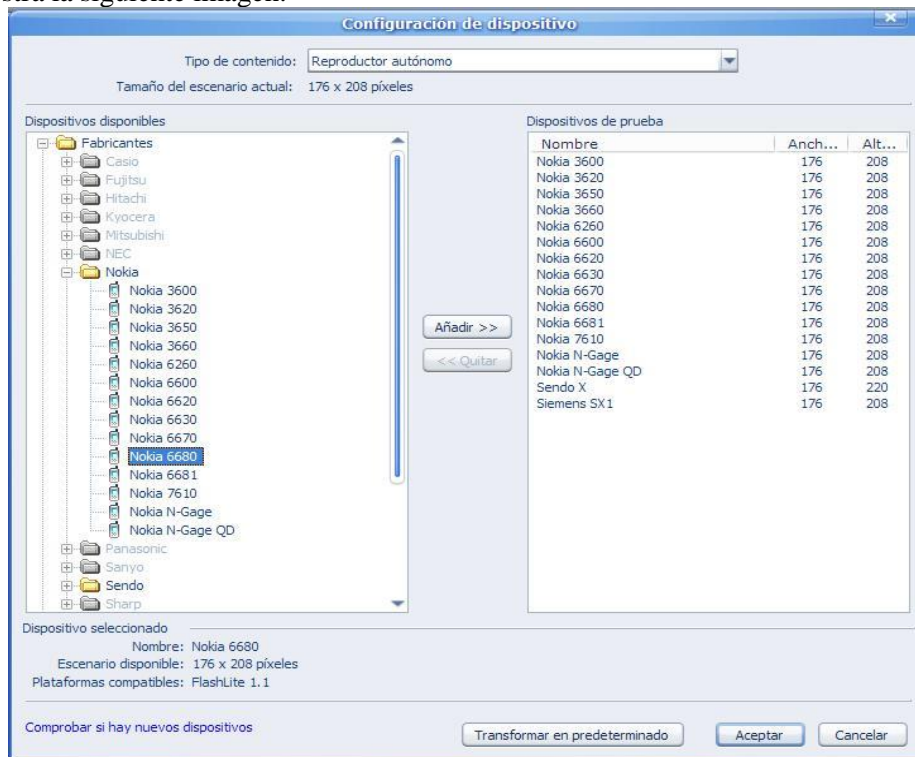 Configuración de dispositivo
Tipo de contenido: Reproductor autónomo
Tamaño del escenario actual: 176 x 208 píxeles
Dispositivos disponibles
Fabricantes
Casio
Fujitsu
Hitachi
Kyocera
Mitsubishi
NEC
Nokia
Nokia 3600
Nokia 3620
Nokia 3650
Nokia 3660
Nokia 6260
Nokia 6600
Nokia 6620
Nokia 6630
Nokia 6670
Nokia 6680
Nokia 6681
Nokia 7610
Nokia N-Gage
Nokia N-Gage QD
Panasonic
Sanyo
Sendo
Sharp
Añadir >>
<< Quitar
Dispositivos de prueba
Nombre Anch... Alt...
Nokia 3600 176 208
Nokia 3620 176 208
Nokia 3650 176 208
Nokia 3660 176 208
Nokia 6260 176 208
Nokia 6600 176 208
Nokia 6620 176 208
Nokia 6630 176 208
Nokia 6670 176 208
Nokia 6680 176 208
Nokia 6681 176 208
Nokia 7610 176 208
Nokia N-Gage 176 208
Nokia N-Gage QD 176 208
Sendo X 176 220
Siemens SX1 176 208
Dispositivo seleccionado
Nombre: Nokia 6680
Escenario disponible: 176 x 208 píxeles
Plataformas compatibles: FlashLite 1.1
Comprobar si hay nuevos dispositivos
Transformar en predeterminado
Aceptar
Cancelar